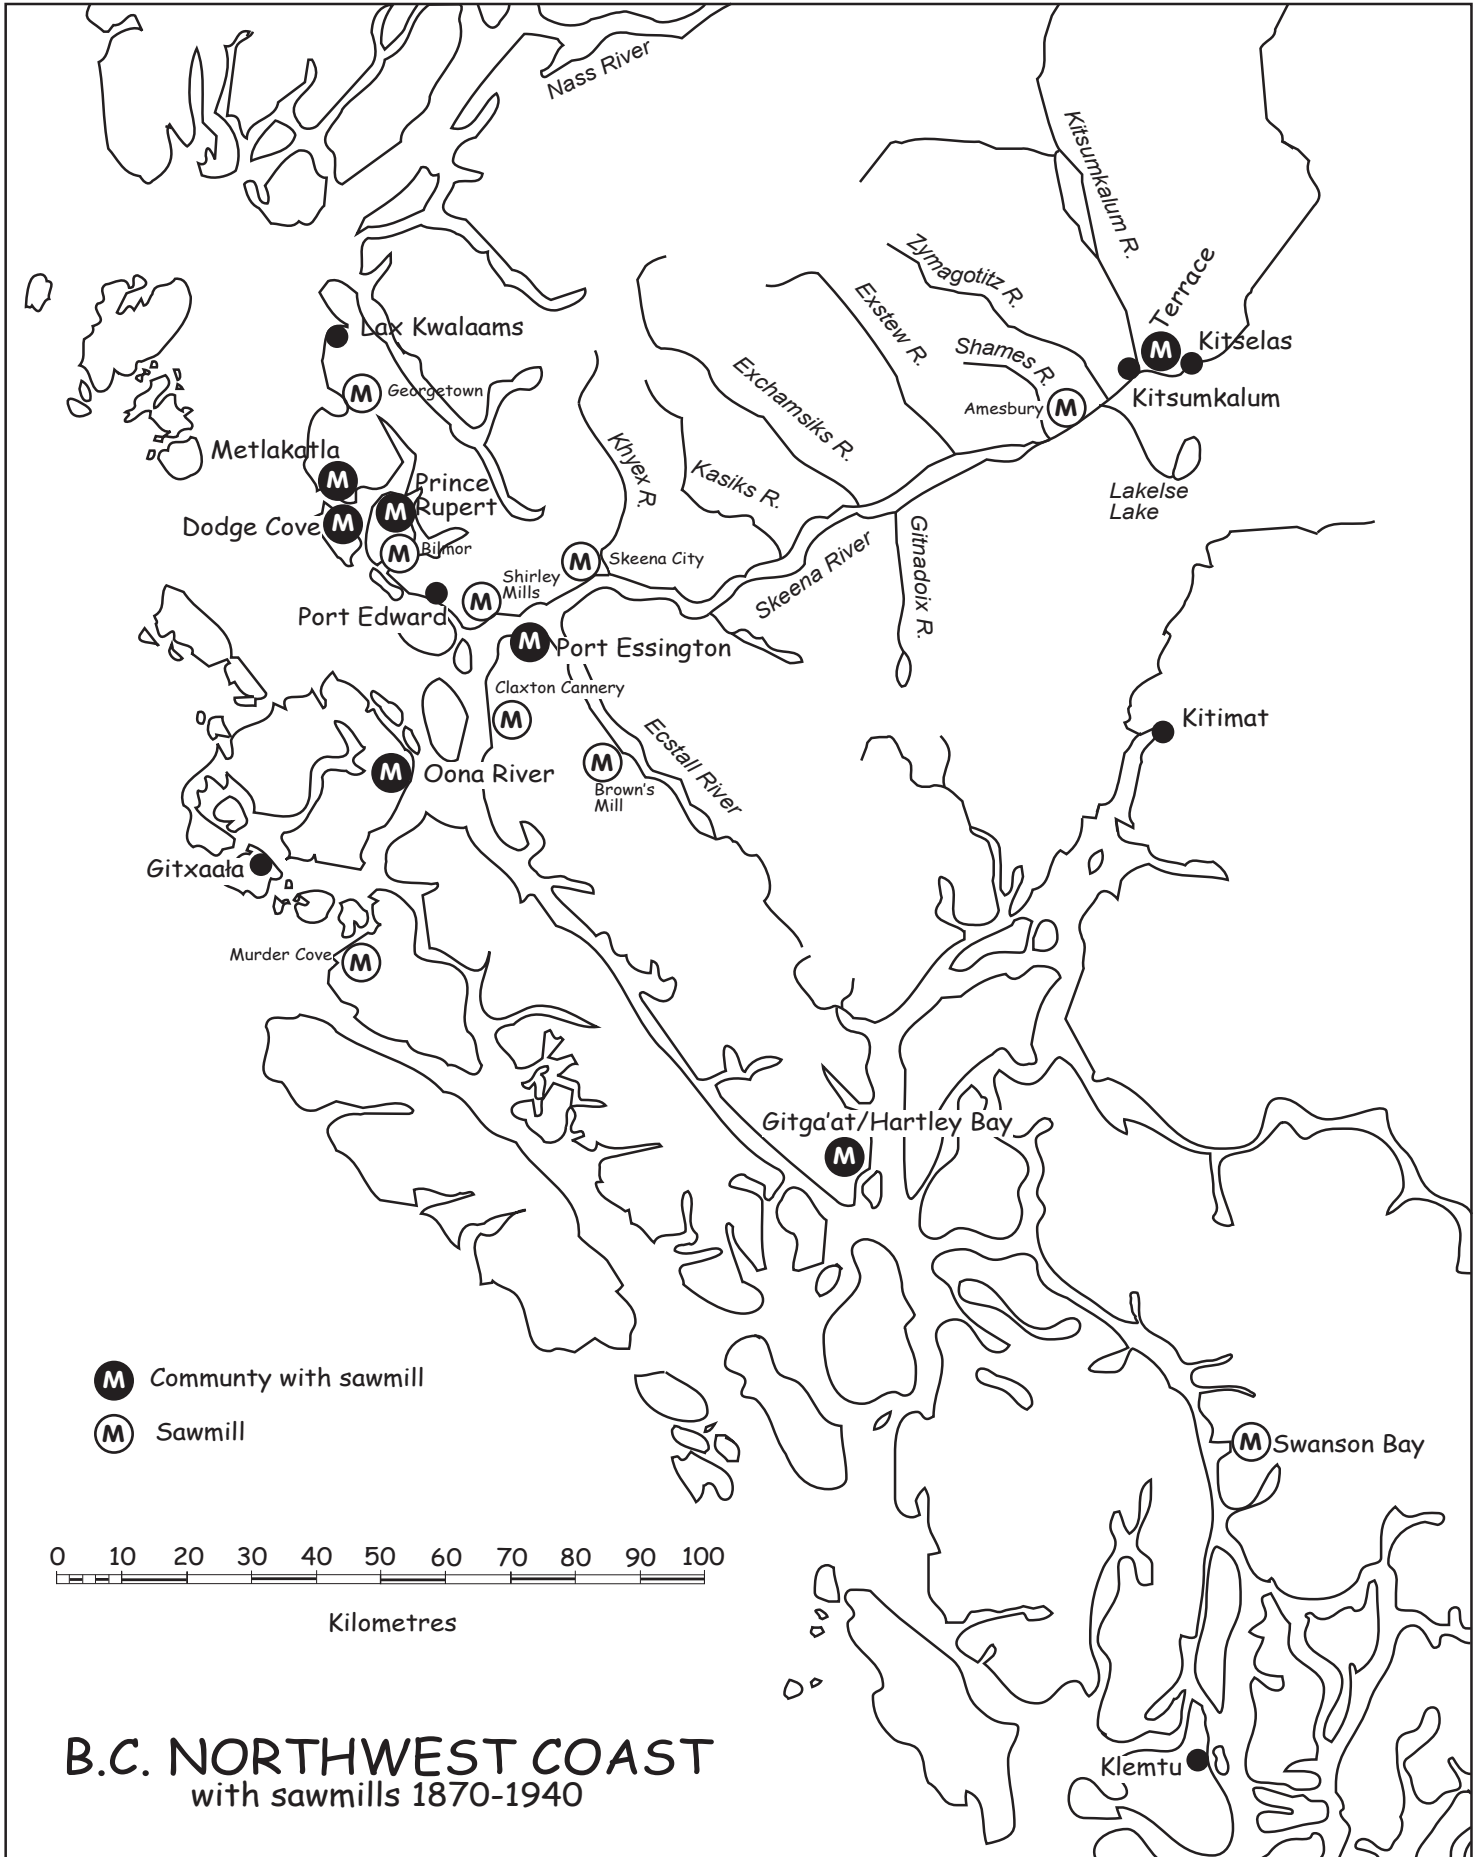 Nass River
Kitsumkalum R.
Zymagotitz R.
Terrace
M
Kitselas
Exstew R.
Shames R.
Lax Kwalaams
Kitsumkalum
M
Georgetown
Amesbury
M
Exchamsiks R.
Metlakatla
M
Khyex R.
Kasiks R.
Lakelse
Lake
Prince
Rupert
M
Dodge Cove
M
M
Bilmor
M
Skeena City
Skeena River
Gitnadoix R.
Shirley
Mills
M
Port Edward
M
Port Essington
Claxton Cannery
M
Kitimat
Ecstall River
M
Brown's
Mill
M
Oona River
Gitxaała
Murder Cove
M
Gitga'at/Hartley Bay
M
M
Communty with sawmill
M
Sawmill
M
Swanson Bay
0 10 20 30 40 50 60 70 80 90 100
Kilometres
B.C. NORTHWEST COAST
with sawmills 1870-1940
Klemtu